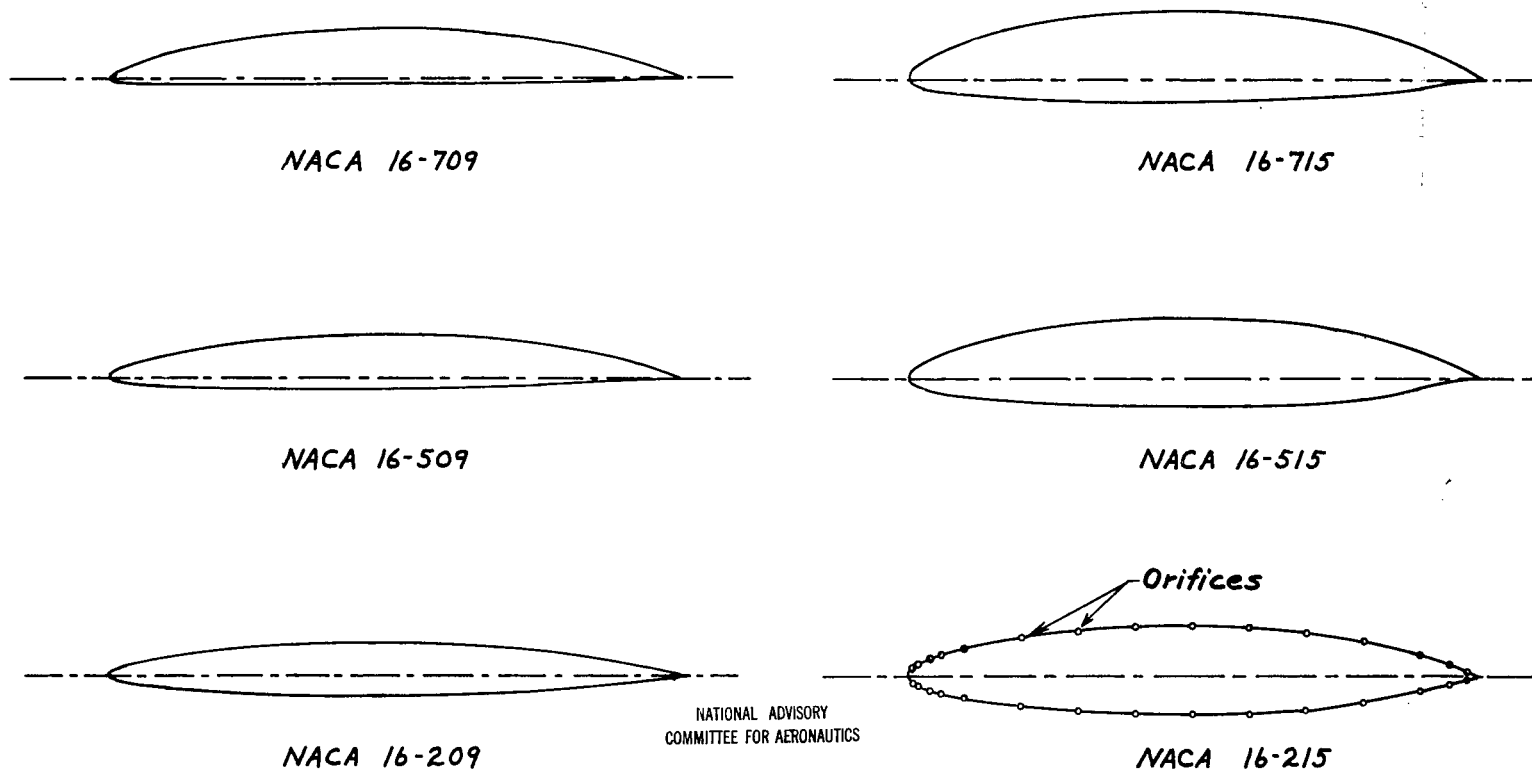 NACA 16-709
NACA 16-715
NACA 16-509
NACA 16-515
Orifices
NATIONAL ADVISORY
COMMITTEE FOR AERONAUTICS
NACA 16-209
NACA 16-215